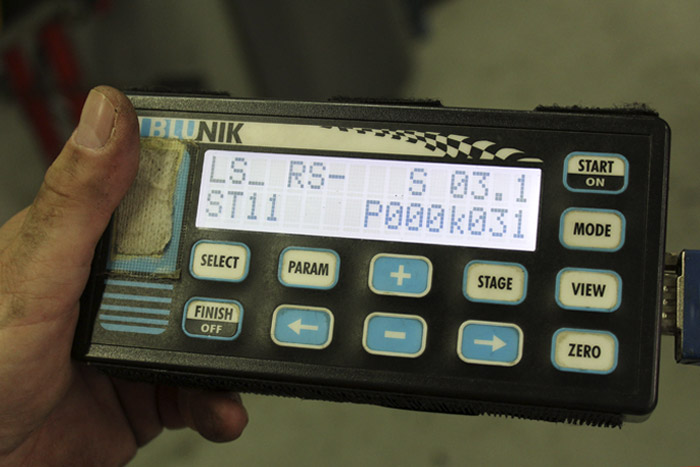 BLUNIK
LS_ RS- S 03.1
ST11 P000k031
START
ON
SELECT
PARAM
+
STAGE
MODE
VIEW
FINISH
OFF
←
-
→
ZERO